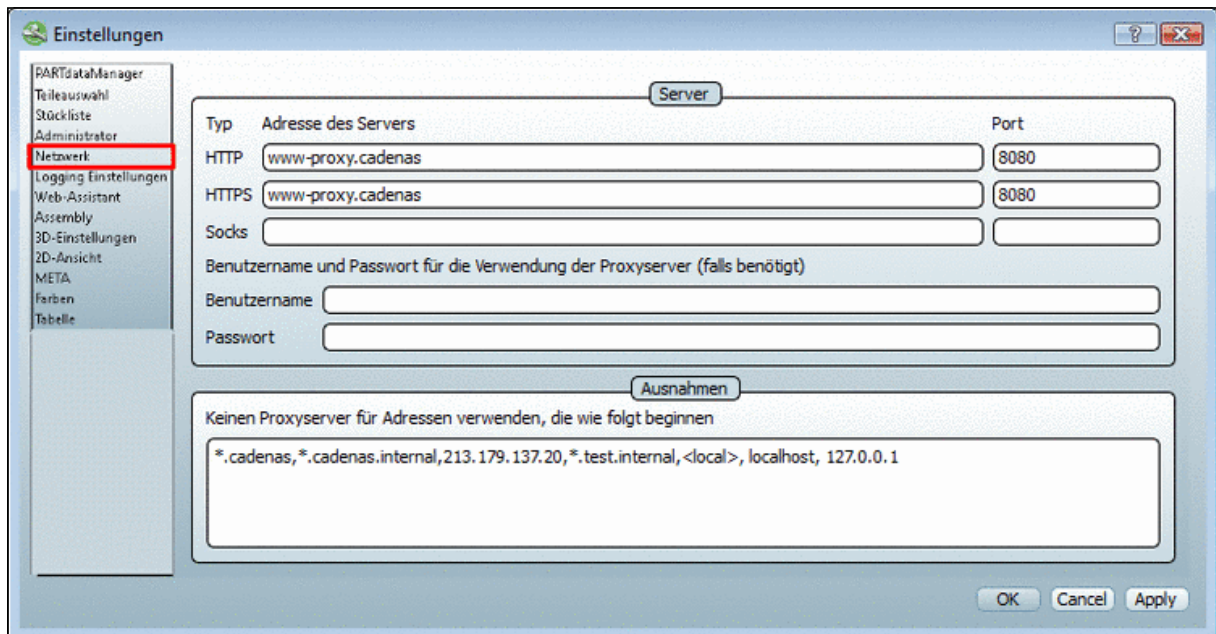 Einstellungen
PARTdataManager
Teileauswahl
Stückliste
Administrator
Netzwerk
Logging Einstellungen
Web-Assistant
Assembly
3D-Einstellungen
2D-Ansicht
META
Farben
Tabelle
Server
Typ Adresse des Servers Port
HTTP www-proxy.cadenas 8080
HTTPS www-proxy.cadenas 8080
Socks
Benutzername und Passwort für die Verwendung der Proxyserver (falls benötigt)
Benutzername
Passwort
Ausnahmen
Keinen Proxyserver für Adressen verwenden, die wie folgt beginnen
*.cadenas,*.cadenas.internal,213.179.137.20,*.test.internal,<local>, localhost, 127.0.0.1
OK Cancel Apply